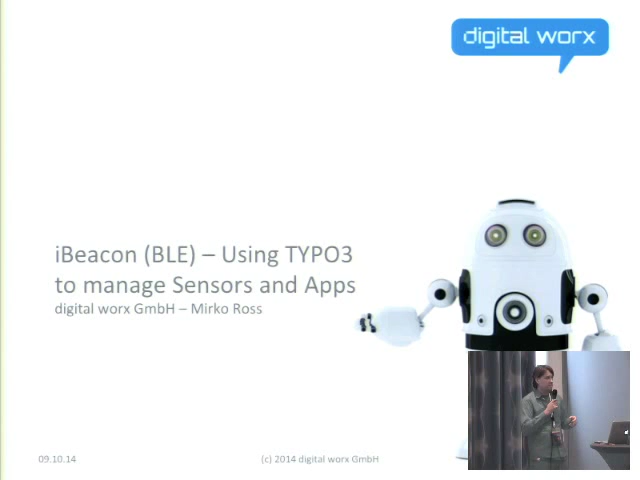 digital worx
iBeacon (BLE) – Using TYPO3
to manage Sensors and Apps
digital worx GmbH – Mirko Ross
09.10.14
(c) 2014 digital worx GmbH